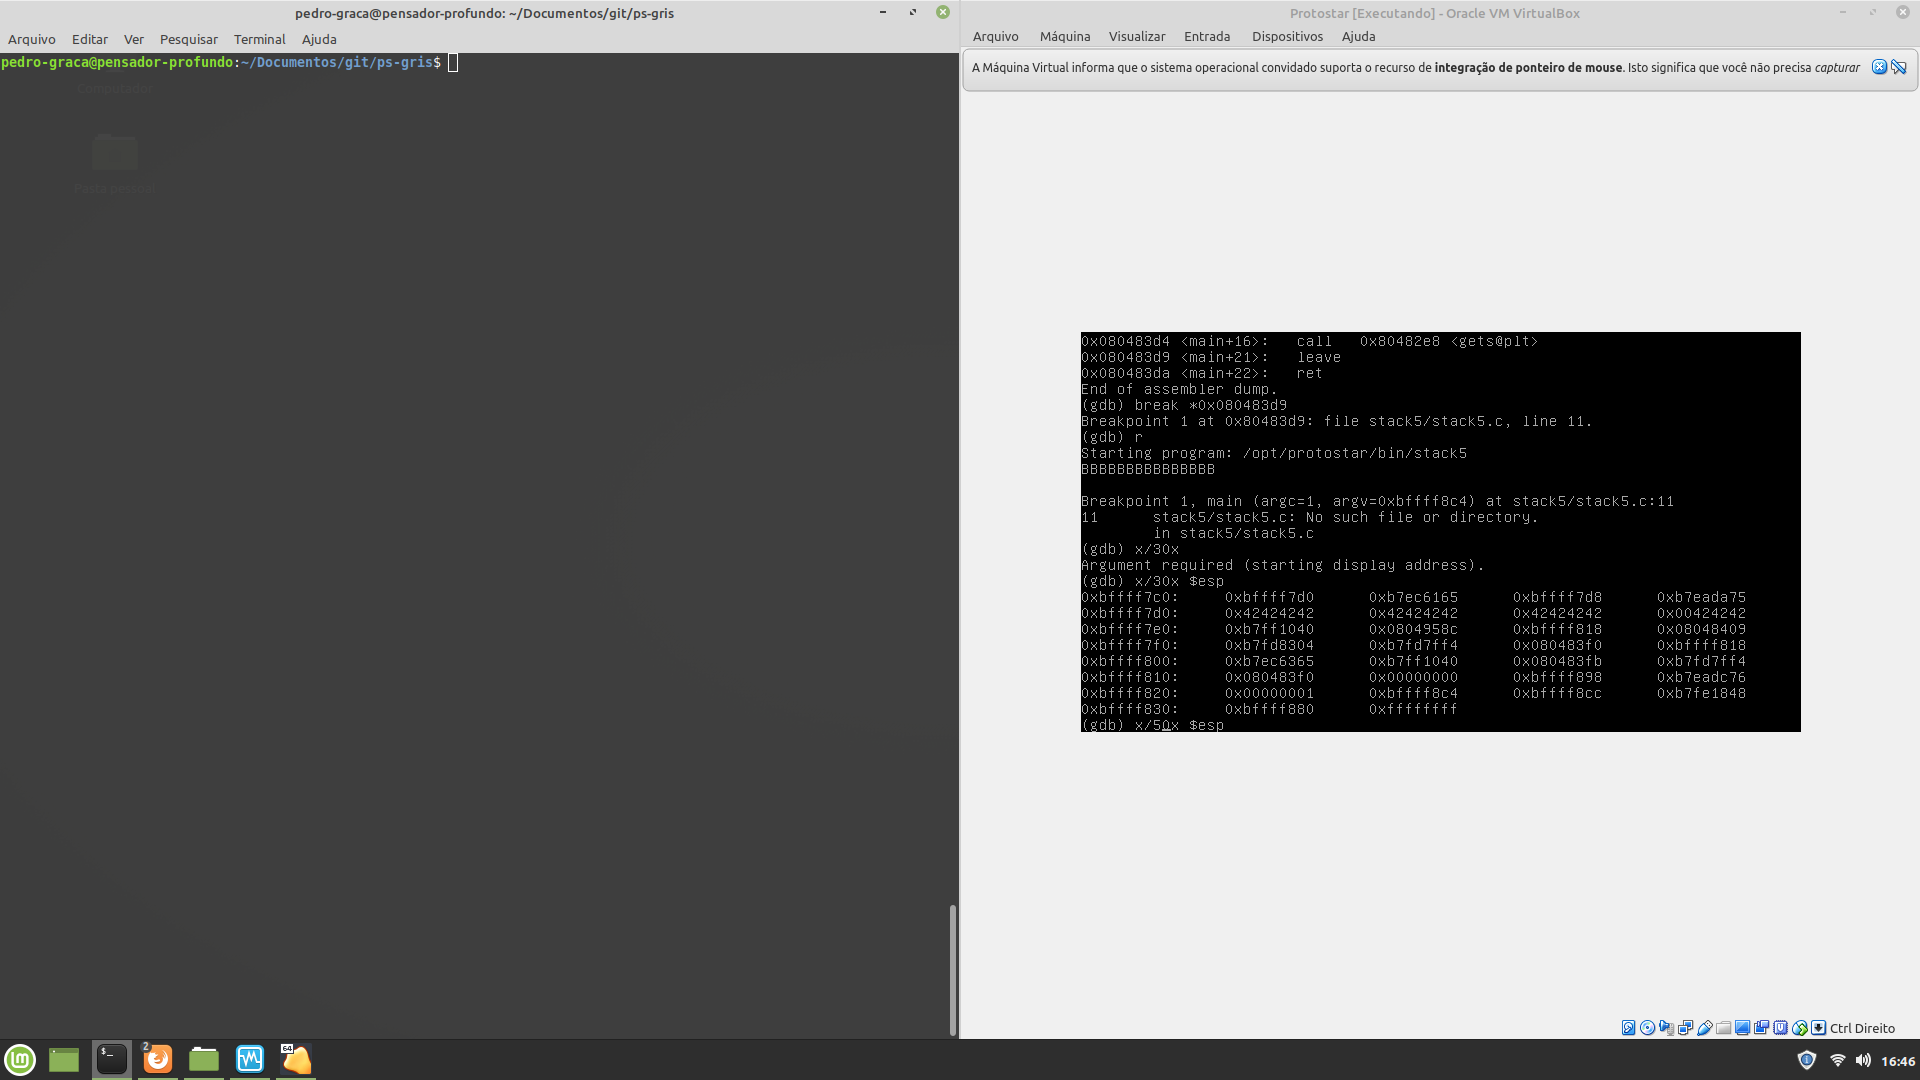 pedro-graca@pensador-profundo: ~/Documentos/git/ps-gris
Arquivo Editar Ver Pesquisar Terminal Ajuda
pedro-graca@pensador-profundo:~/Documentos/git/ps-gris$
Computador
Pasta pessoal
Protostar [Executando] - Oracle VM VirtualBox
Arquivo Máquina Visualizar Entrada Dispositivos Ajuda
A Máquina Virtual informa que o sistema operacional convidado suporta o recurso de integração de ponteiro de mouse. Isto significa que você não precisa capturar
0x080483d4 <main+16>: call 0x80482e8 <gets@plt>
0x080483d9 <main+21>: leave
0x080483da <main+22>: ret
End of assembler dump.
(gdb) break *0x080483d9
Breakpoint 1 at 0x80483d9: file stack5/stack5.c, line 11.
(gdb) r
Starting program: /opt/protostar/bin/stack5
BBBBBBBBBBBBBBB

Breakpoint 1, main (argc=1, argv=0xbffff8c4) at stack5/stack5.c:11
11 stack5/stack5.c: No such file or directory.
in stack5/stack5.c
(gdb) x/30x
Argument required (starting display address).
(gdb) x/30x $esp
0xbffff7c0: 0xbffff7d0 0xb7ec6165 0xbffff7d8 0xb7eada75
0xbffff7d0: 0x42424242 0x42424242 0x42424242 0x00424242
0xbffff7e0: 0xb7ff1040 0x0804958c 0xbffff818 0x08048409
0xbffff7f0: 0xb7fd8304 0xb7fd7ff4 0x080483f0 0xbffff818
0xbffff800: 0xb7ec6365 0xb7ff1040 0x080483fb 0xb7fd7ff4
0xbffff810: 0x080483f0 0x00000000 0xbffff898 0xb7eadc76
0xbffff820: 0x00000001 0xbffff8c4 0xbffff8cc 0xb7fe1848
0xbffff830: 0xbffff880 0xffffffff
(gdb) x/50x $esp
Ctrl Direito
2
64
16:46